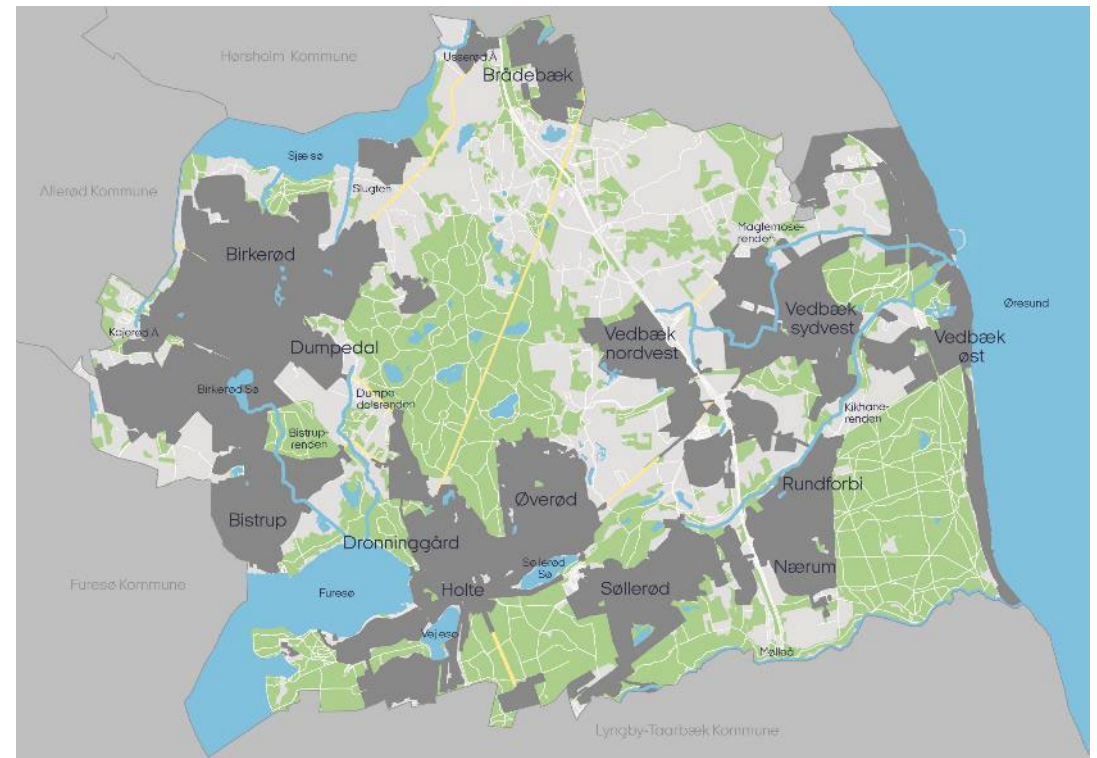 Hørsholm Kommune
Usserød Å
Brådebæk
Sjæl sø
Allerød Kommune
Slugten
Maglemose-
renden
Birkerød
Øresund
Kajerød Å
Dumpedal
Vedbæk
nordvest
Vedbæk
sydvest
Vedbæk
øst
Birkerød Sø
Dumpe
dalsrenden
Kikhane-
renden
Bistrup-
renden
Bistrup
Øverød
Rundforbi
Dronninggård
Søllerød
Sø
Nærum
Furesø Kommune
Furesø
Holte
Søllerød
Vejlesø
Mølleå
Lyngby-Taarbæk Kommune